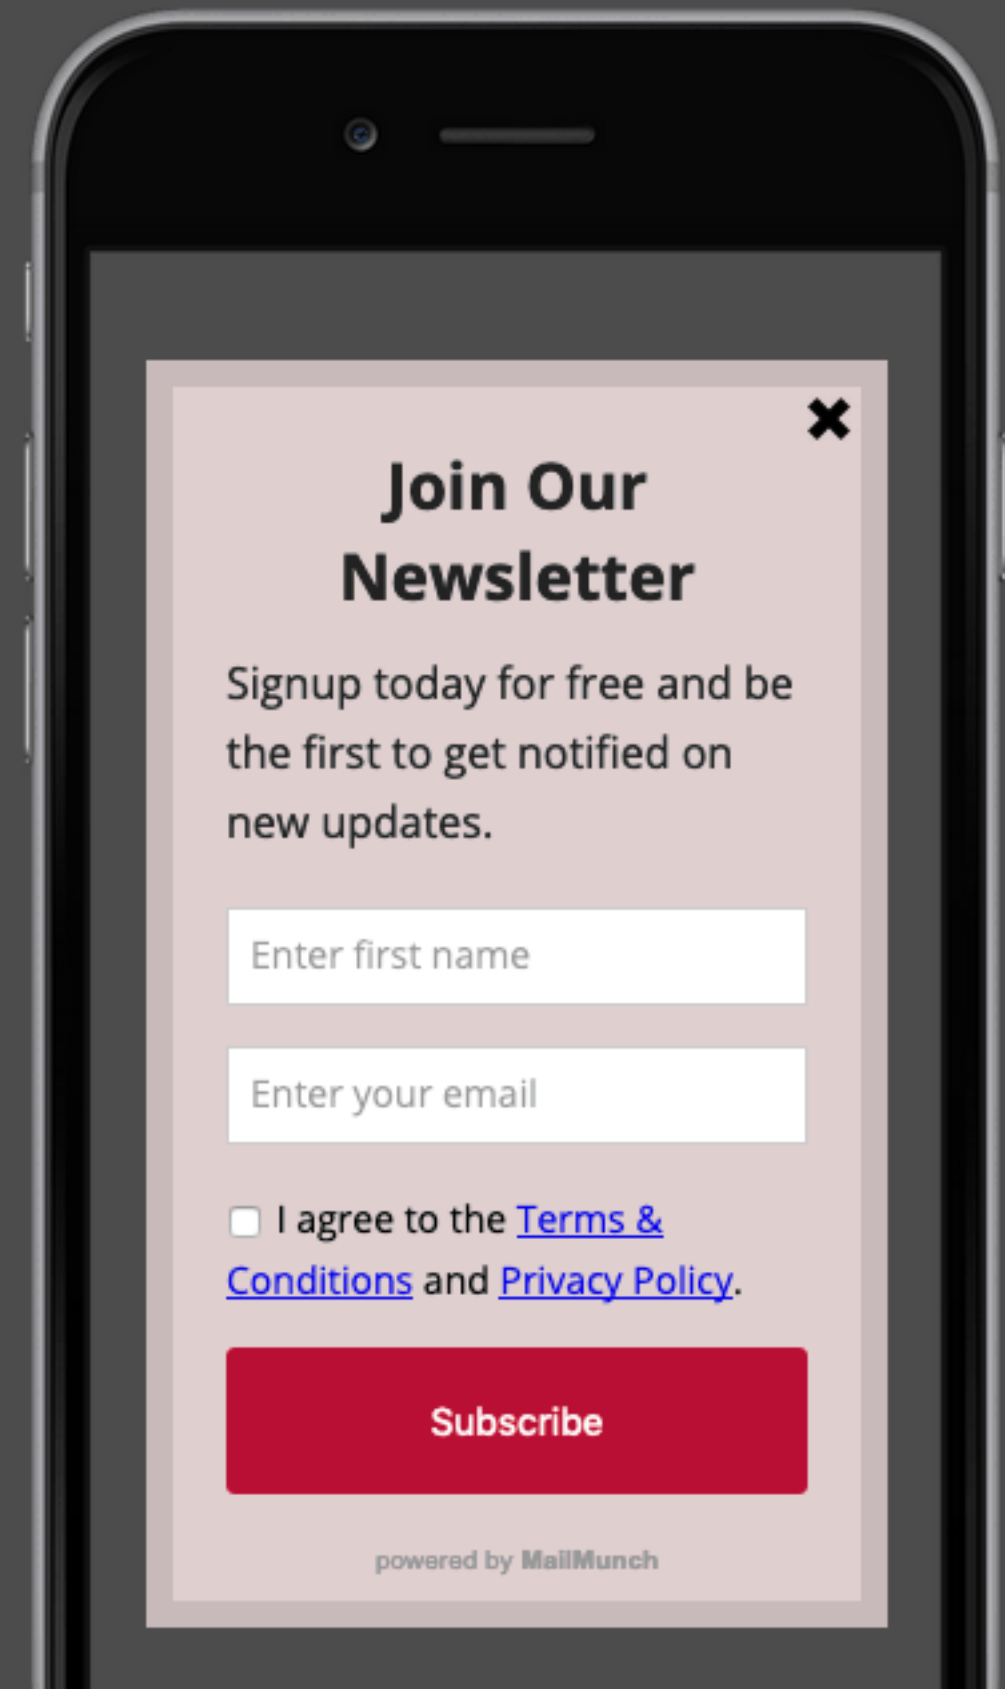 Join Our
Newsletter
Signup today for free and be
the first to get notified on
new updates.
Enter first name
Enter your email
I agree to the Terms &
Conditions and Privacy Policy.
Subscribe
powered by MailMunch